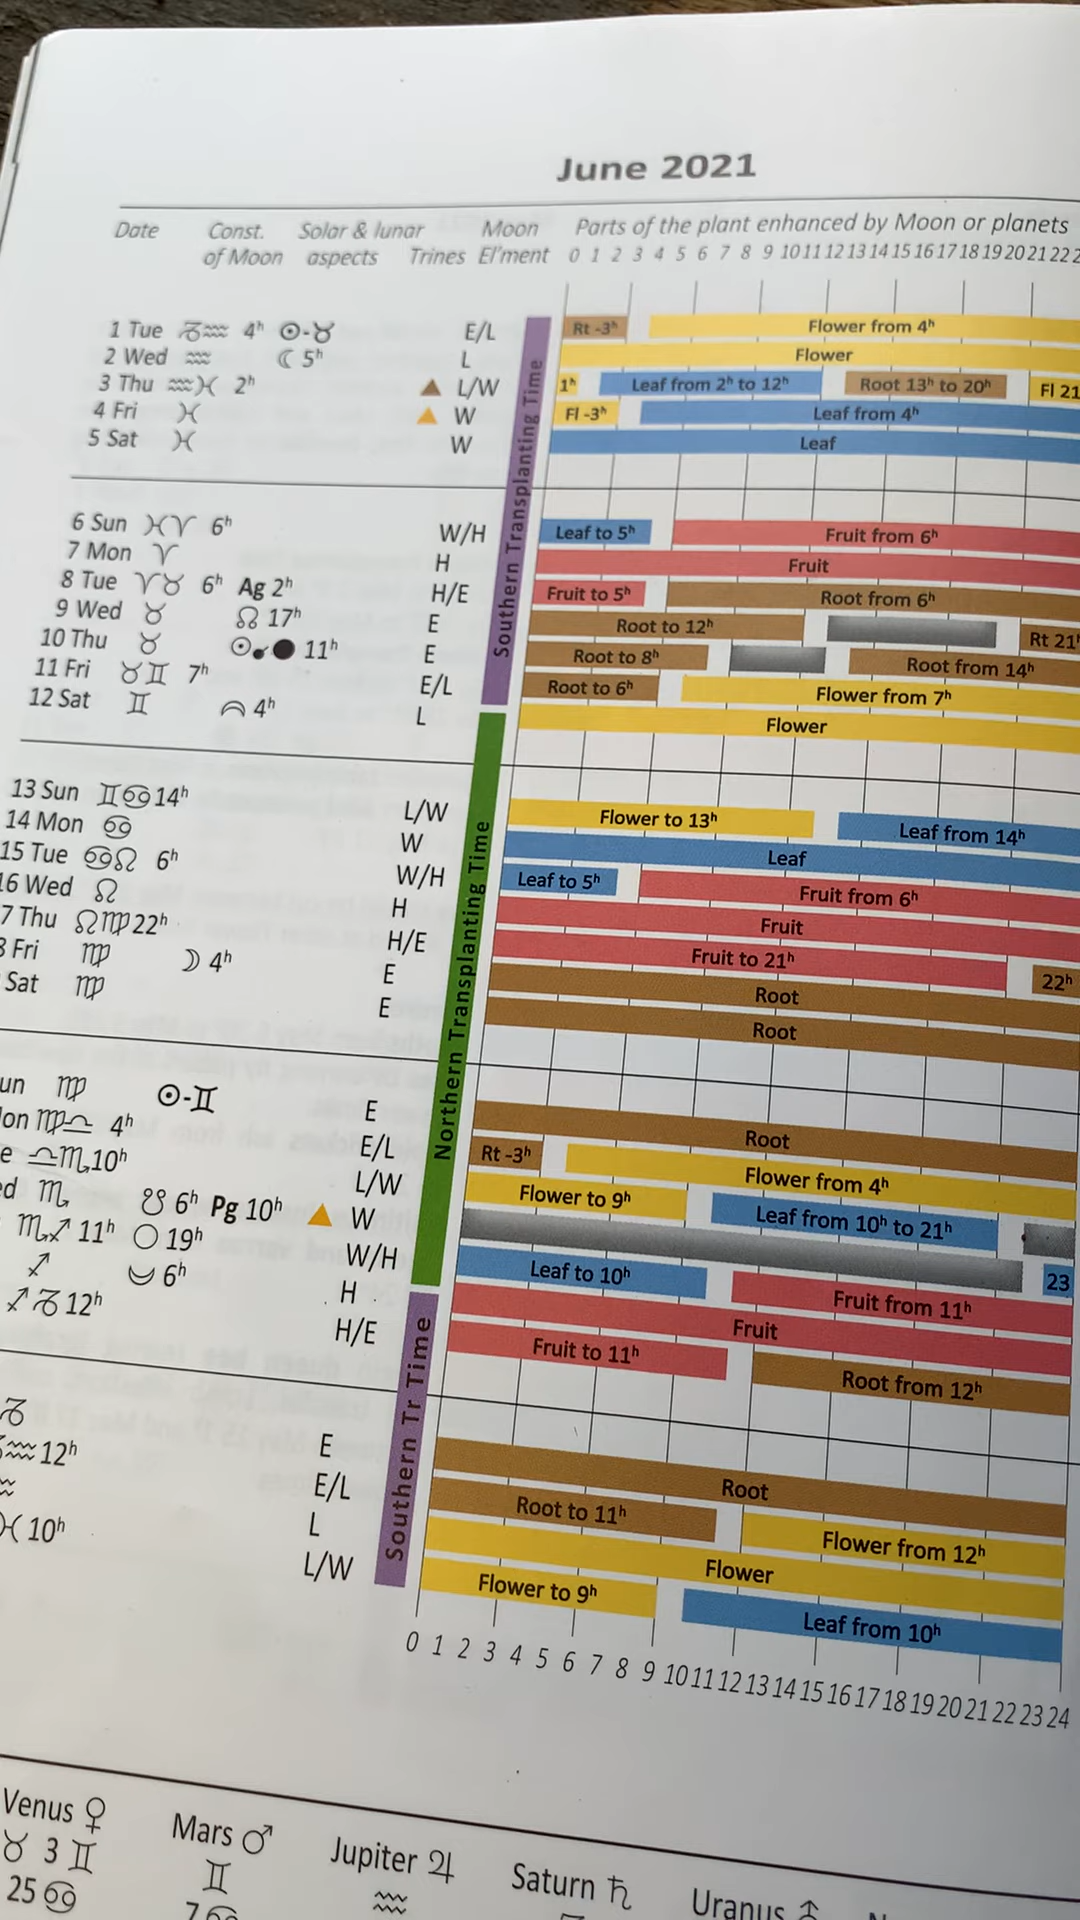 June 2021
Date Const. of Moon Solar & lunar aspects Trines Moon El'ment Parts of the plant enhanced by Moon or planets
0 1 2 3 4 5 6 7 8 9 10 11 12 13 14 15 16 17 18 19 20 21 22 2
1 Tue ♑♒ 4ʰ ☉-♉ E/L Rt -3ʰ Flower from 4ʰ
2 Wed ♒ ☾ 5ʰ L Flower
3 Thu ♒♓ 2ʰ ▲ L/W 1ʰ Leaf from 2ʰ to 12ʰ Root 13ʰ to 20ʰ Fl 21
4 Fri ♓ ▲ W Fl -3ʰ Leaf from 4ʰ
5 Sat ♓ W Leaf
Southern Transplanting Time
6 Sun ♓♈ 6ʰ W/H Leaf to 5ʰ Fruit from 6ʰ
7 Mon ♈ H Fruit
8 Tue ♈♉ 6ʰ Ag 2ʰ H/E Fruit to 5ʰ Root from 6ʰ
9 Wed ♉ ☊ 17ʰ E Root to 12ʰ Rt 21ʰ
10 Thu ♉ ☉☌● 11ʰ E Root to 8ʰ Root from 14ʰ
11 Fri ♉♊ 7ʰ E/L Root to 6ʰ Flower from 7ʰ
12 Sat ♊ 4ʰ L Flower
Northern Transplanting Time
13 Sun ♊♋ 14ʰ L/W Flower to 13ʰ Leaf from 14ʰ
14 Mon ♋ W Leaf
15 Tue ♋♌ 6ʰ W/H Leaf to 5ʰ Fruit from 6ʰ
16 Wed ♌ H Fruit
7 Thu ♌♍ 22ʰ H/E Fruit to 21ʰ 22ʰ
8 Fri ♍ ☽ 4ʰ E Root
Sat ♍ E Root
un ♍ ☉-♊ E Root
on ♍♎ 4ʰ E/L Rt -3ʰ Flower from 4ʰ
e ♎♏ 10ʰ L/W Flower to 9ʰ Leaf from 10ʰ to 21ʰ
ed ♏ ☋ 6ʰ Pg 10ʰ ▲ W 23
♏♐ 11ʰ ○ 19ʰ W/H Leaf to 10ʰ Fruit from 11ʰ
♐ 6ʰ H Fruit
♐♑ 12ʰ H/E Fruit to 11ʰ Root from 12ʰ
Southern Tr Time
♑ E Root
♒ 12ʰ E/L Root to 11ʰ Flower from 12ʰ
♒ L Flower
♓ 10ʰ L/W Flower to 9ʰ Leaf from 10ʰ
0 1 2 3 4 5 6 7 8 9 10 11 12 13 14 15 16 17 18 19 20 21 22 23 24
Venus ♀ Mars ♂ Jupiter ♃ Saturn ♄ Uranus
♉ 3 ♊ ♊ ♒
25 ♋ 7 ♋